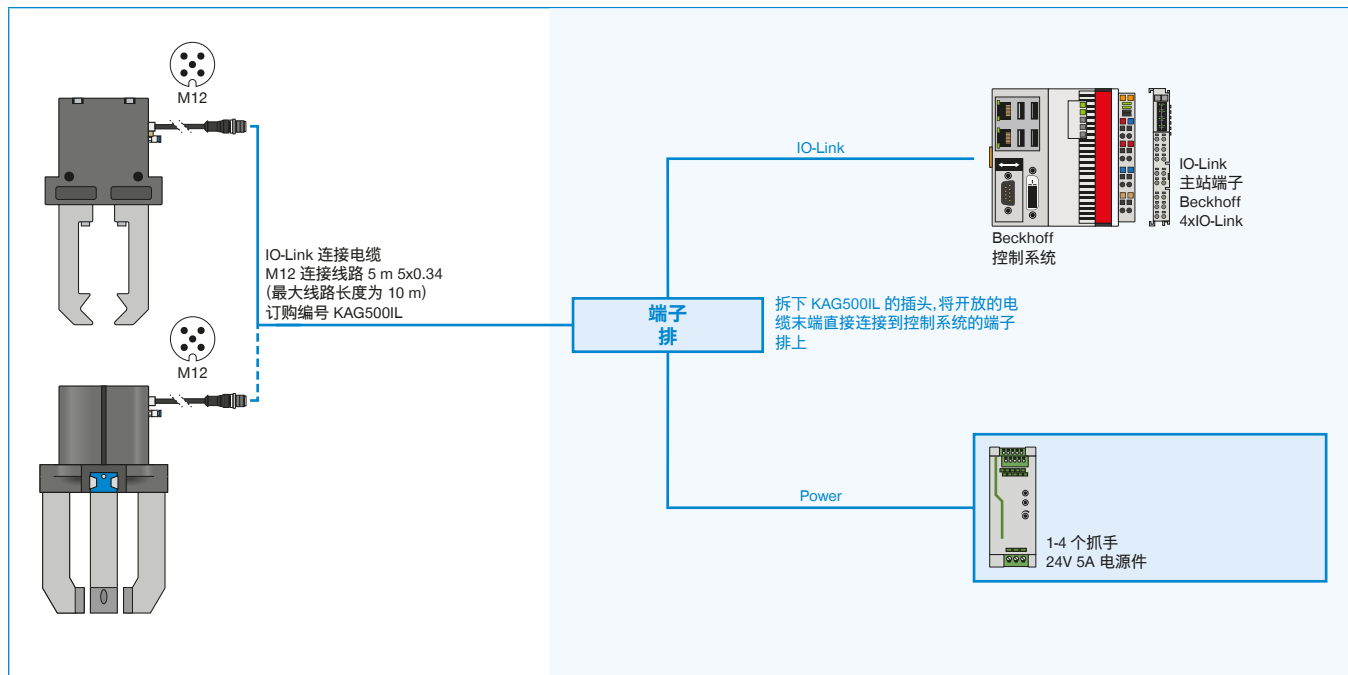 M12
IO-Link 连接电缆
M12 连接线路 5 m 5x0.34
(最大线路长度为 10 m)
订购编号 KAG500IL
M12
端子
排
IO-Link
Beckhoff
控制系统
IO-Link
主站端子
Beckhoff
4xIO-Link
拆下 KAG500IL 的插头,将开放的电
缆末端直接连接到控制系统的端子
排上
Power
1-4 个抓手
24V 5A 电源件